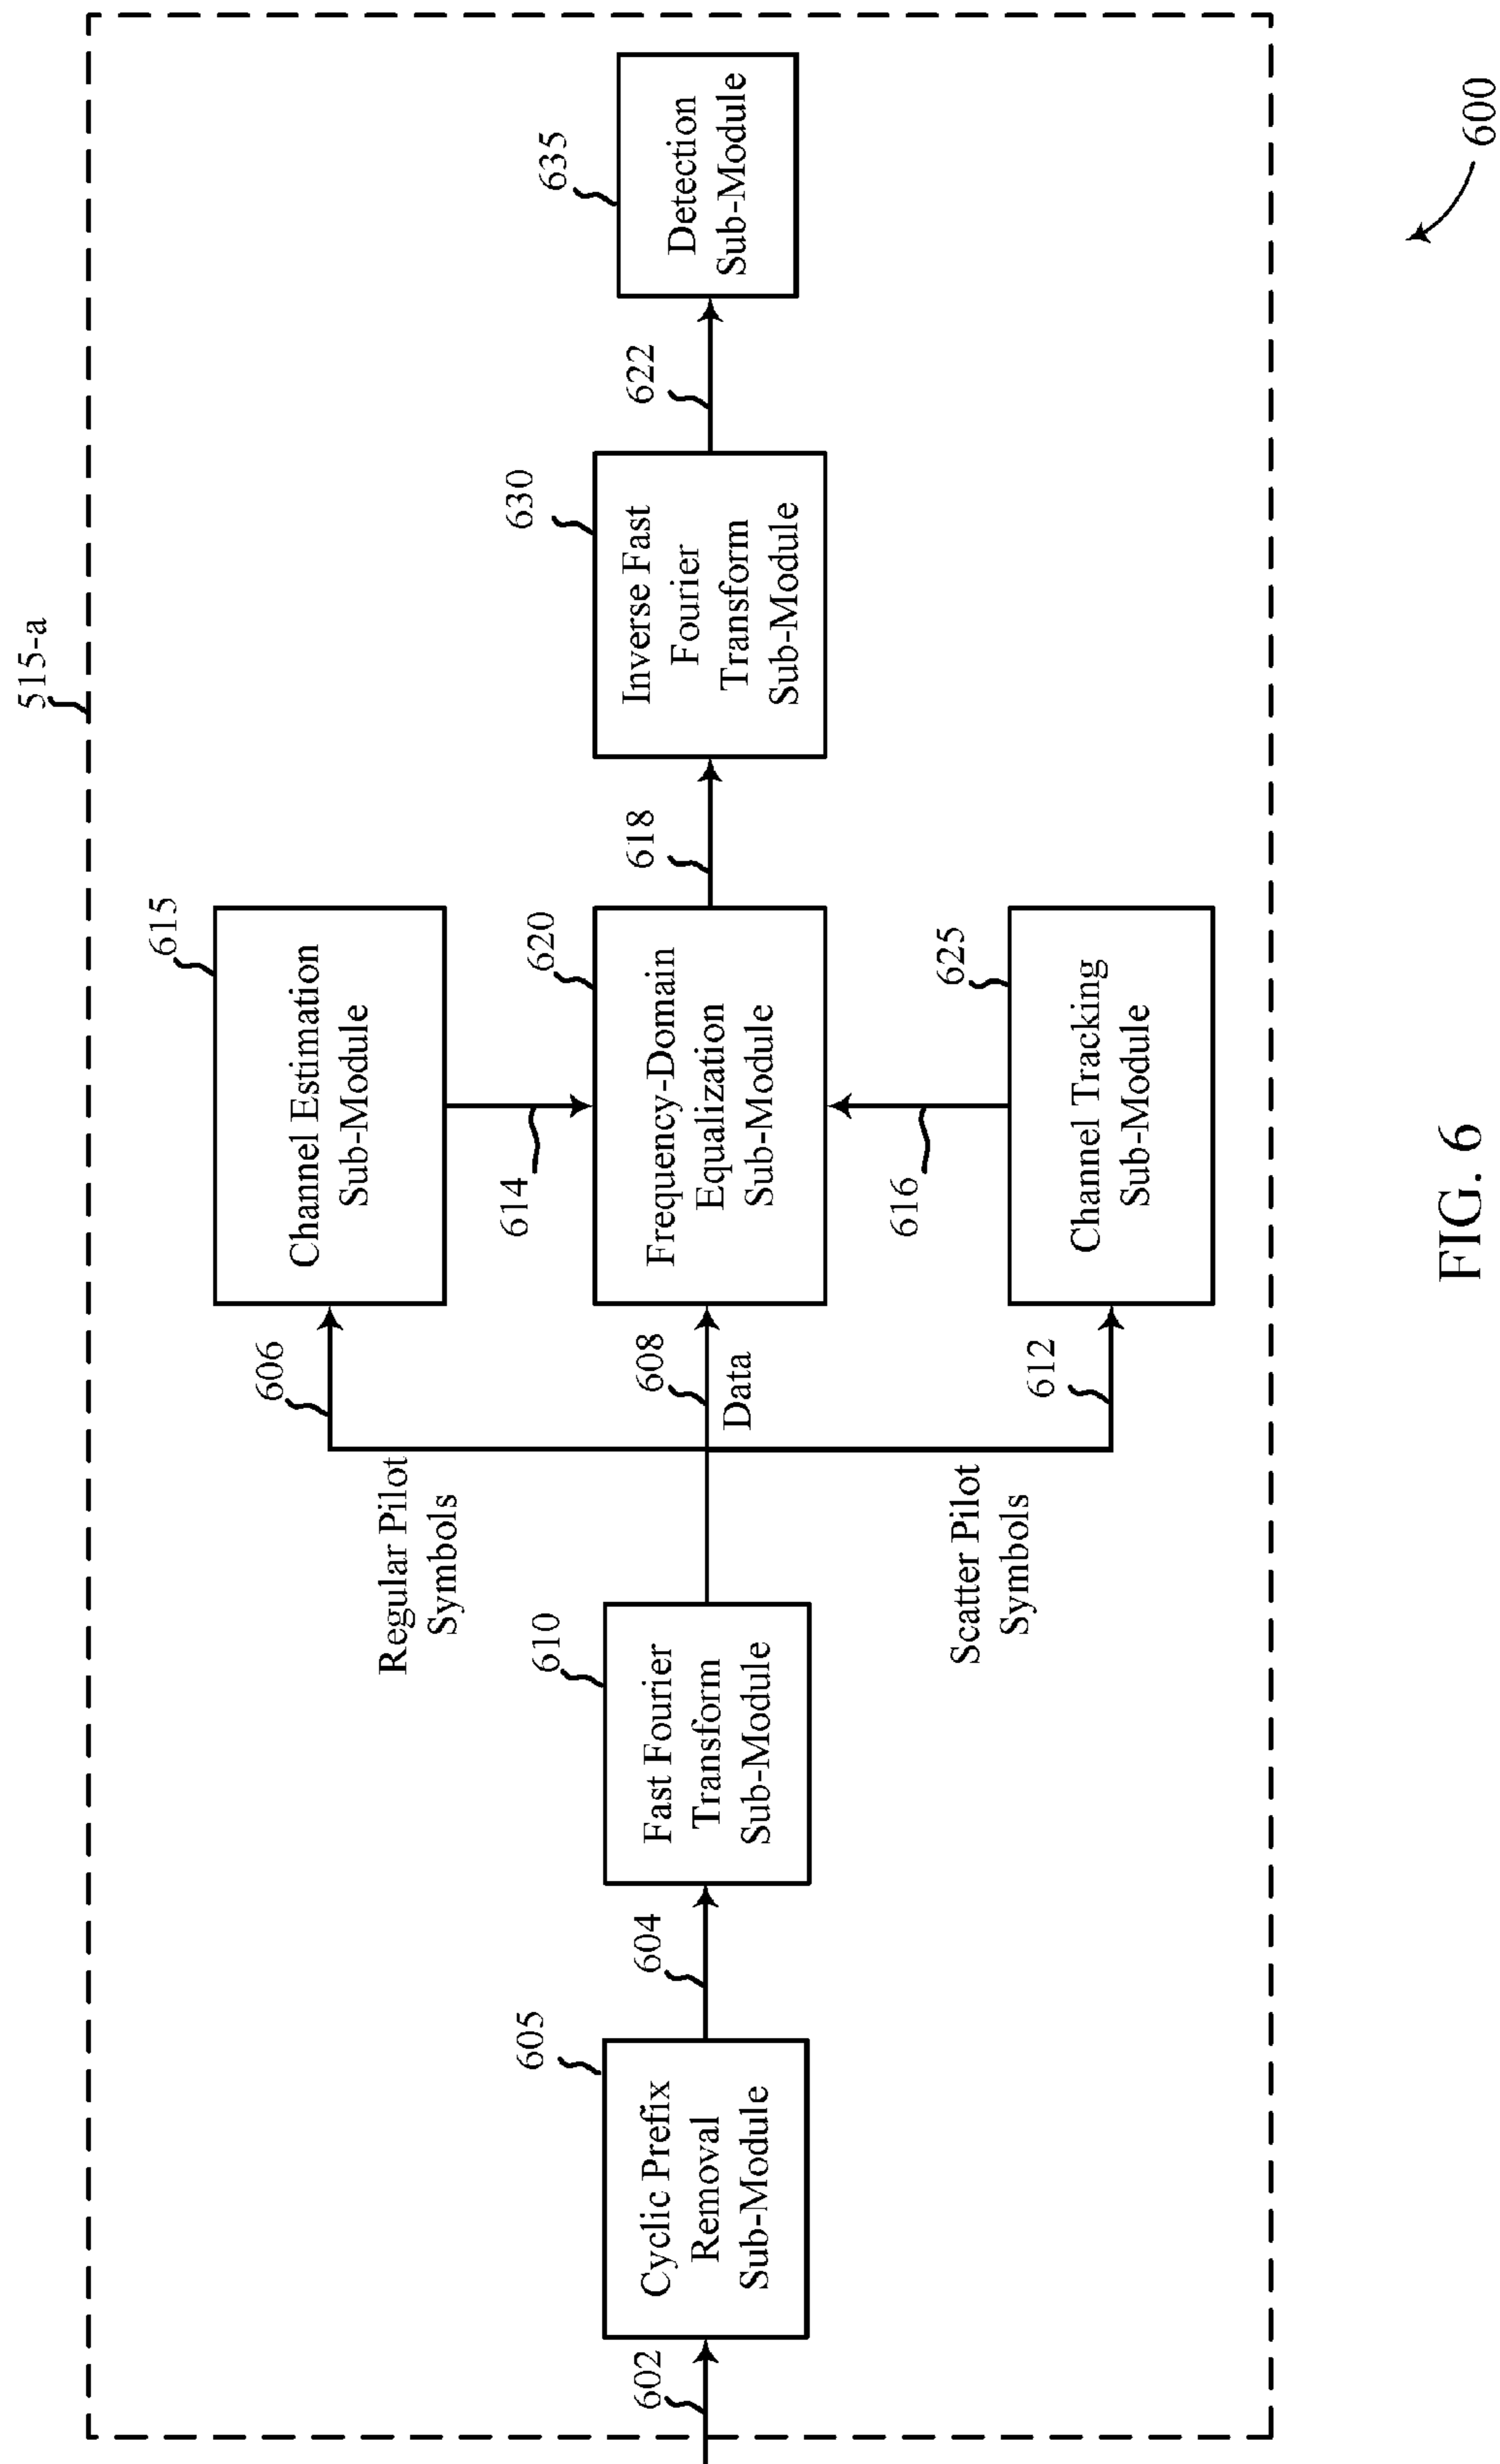 515-a
615
Channel Estimation
Sub-Module
606
Regular Pilot
Symbols
614
602
605
Cyclic Prefix
Removal
Sub-Module
604
610
Fast Fourier
Transform
Sub-Module
608
Data
620
Frequency-Domain
Equalization
Sub-Module
618
630
Inverse Fast
Fourier
Transform
Sub-Module
622
635
Detection
Sub-Module
616
Scatter Pilot
Symbols
612
625
Channel Tracking
Sub-Module
600
FIG. 6